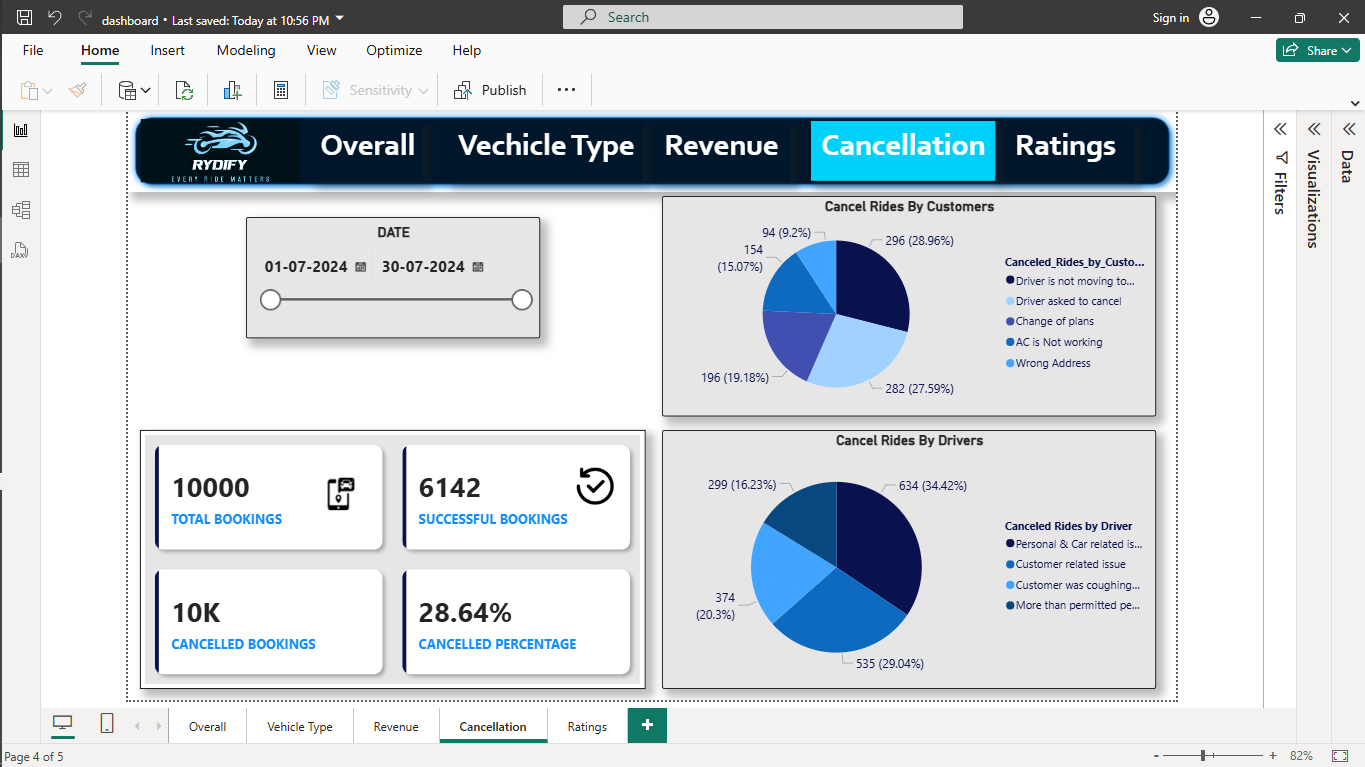 dashboard • Last saved: Today at 10:56 PM
Search
Sign in
File
Home
Insert
Modeling
View
Optimize
Help
Share
Sensitivity
Publish
RYDIFY
EVERY RIDE MATTERS
Overall
Vechicle Type
Revenue
Cancellation
Ratings
Filters
Visualizations
Data
DATE
01-07-2024
30-07-2024
Cancel Rides By Customers
94 (9.2%)
154
(15.07%)
296 (28.96%)
196 (19.18%)
282 (27.59%)
Canceled_Rides_by_Custo...
Driver is not moving to...
Driver asked to cancel
Change of plans
AC is Not working
Wrong Address
10000
TOTAL BOOKINGS
6142
SUCCESSFUL BOOKINGS
10K
CANCELLED BOOKINGS
28.64%
CANCELLED PERCENTAGE
Cancel Rides By Drivers
299 (16.23%)
634 (34.42%)
374
(20.3%)
535 (29.04%)
Canceled Rides by Driver
Personal & Car related is...
Customer related issue
Customer was coughing...
More than permitted pe...
DAX
Overall
Vehicle Type
Revenue
Cancellation
Ratings
+
Page 4 of 5
- + 82%